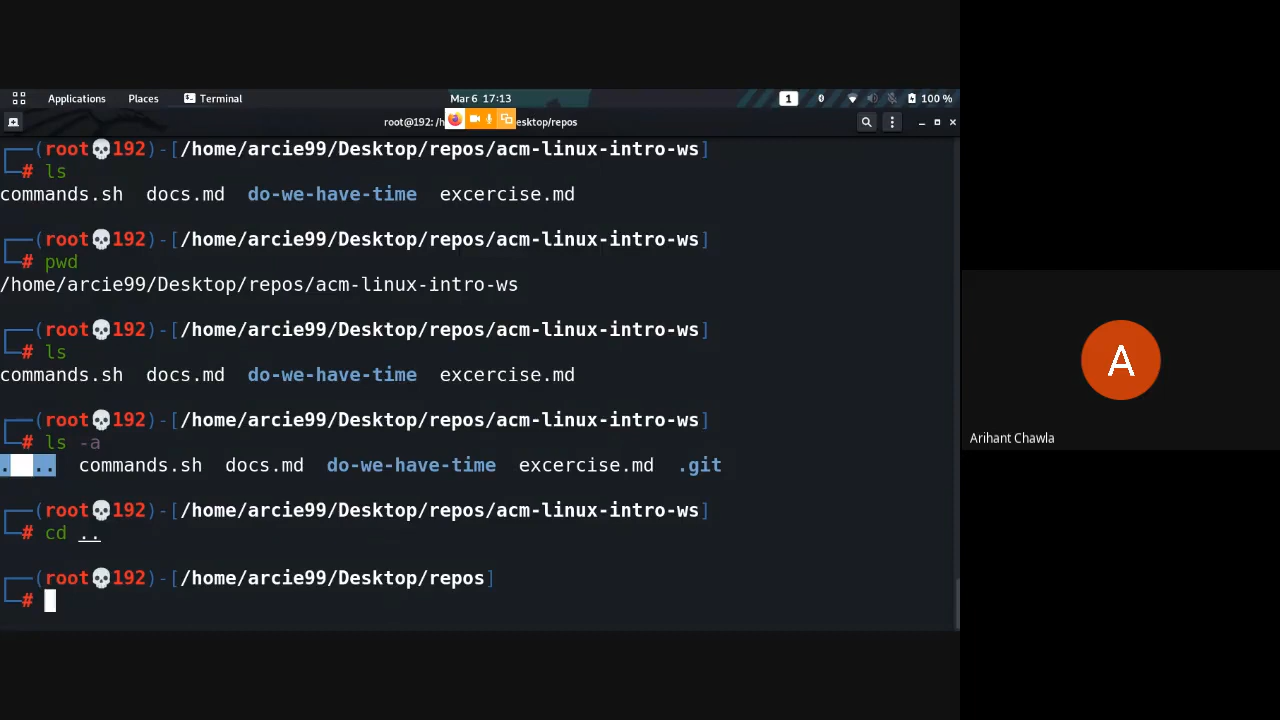 Applications Places Terminal Mar 6 17:13 1 100 %
root@192: /h esktop/repos
┌──(root💀192)-[/home/arcie99/Desktop/repos/acm-linux-intro-ws]
└─# ls
commands.sh docs.md do-we-have-time excercise.md
┌──(root💀192)-[/home/arcie99/Desktop/repos/acm-linux-intro-ws]
└─# pwd
/home/arcie99/Desktop/repos/acm-linux-intro-ws
┌──(root💀192)-[/home/arcie99/Desktop/repos/acm-linux-intro-ws]
└─# ls
commands.sh docs.md do-we-have-time excercise.md
┌──(root💀192)-[/home/arcie99/Desktop/repos/acm-linux-intro-ws]
└─# ls -a
. .. commands.sh docs.md do-we-have-time excercise.md .git
┌──(root💀192)-[/home/arcie99/Desktop/repos/acm-linux-intro-ws]
└─# cd ..
┌──(root💀192)-[/home/arcie99/Desktop/repos]
└─#
A
Arihant Chawla